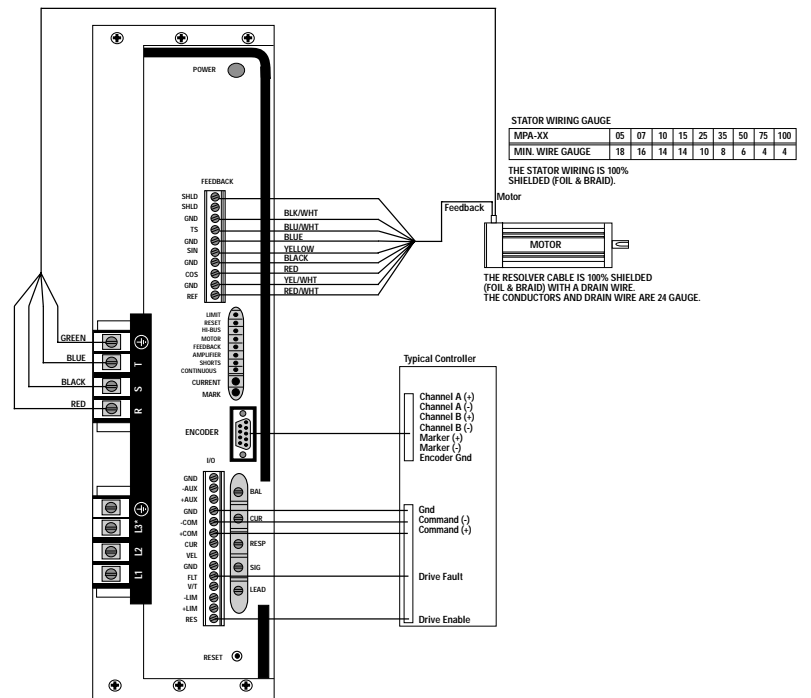 POWER
STATOR WIRING GAUGE
MPA-XX 05 07 10 15 25 35 50 75 100
MIN. WIRE GAUGE 18 16 14 14 10 8 6 4 4
THE STATOR WIRING IS 100%
SHIELDED (FOIL & BRAID).
FEEDBACK
SHLD
SHLD
GND
TS
GND
SIN
GND
COS
GND
REF
BLK/WHT
BLU/WHT
BLUE
YELLOW
BLACK
RED
YEL/WHT
RED/WHT
Motor
Feedback
MOTOR
THE RESOLVER CABLE IS 100% SHIELDED
(FOIL & BRAID) WITH A DRAIN WIRE.
THE CONDUCTORS AND DRAIN WIRE ARE 24 GAUGE.
LIMIT
RESET
HI-BUS
MOTOR
FEEDBACK
AMPLIFIER
SHORTS
CONTINUOUS
CURRENT
MARK
GREEN
BLUE
BLACK
RED
T
S
R
L3*
L2
L1
ENCODER
I/O
GND
-AUX
+AUX
GND
-COM
+COM
CUR
VEL
GND
FLT
V/T
-LIM
+LIM
RES
BAL
CUR
RESP
SIG
LEAD
RESET
Typical Controller
Channel A (+)
Channel A (-)
Channel B (+)
Channel B (-)
Marker (+)
Marker (-)
Encoder Gnd
Gnd
Command (-)
Command (+)
Drive Fault
Drive Enable